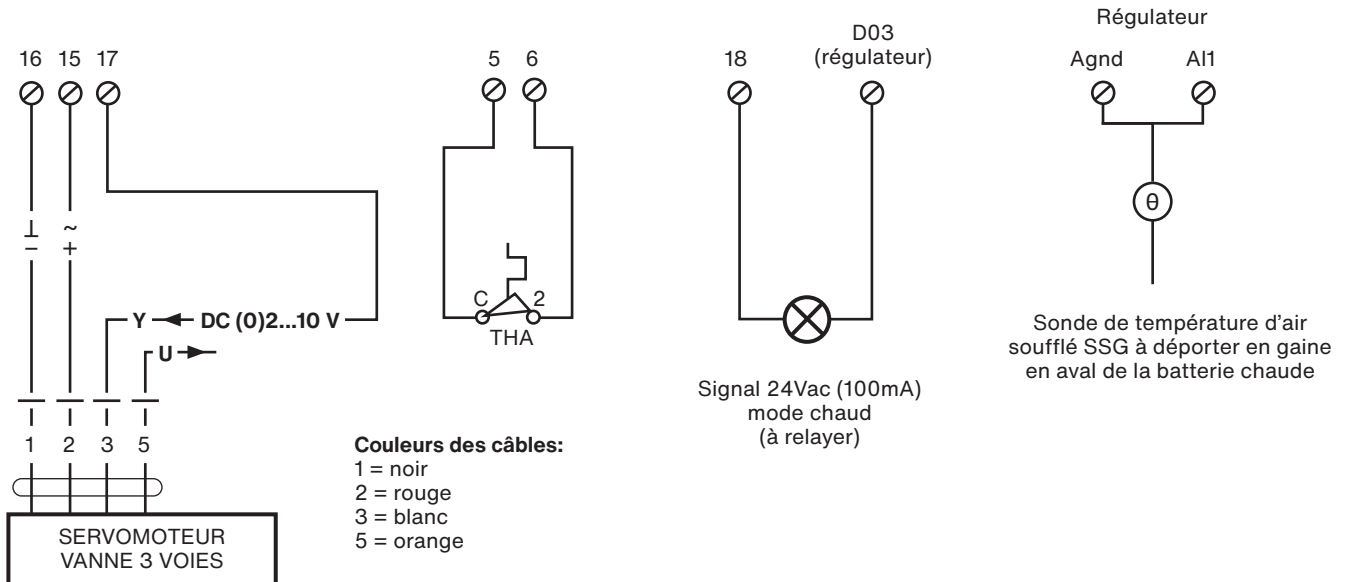 16 15 17
⊥ ~
− +
Y DC (0)2...10 V
U
1 2 3 5
SERVOMOTEUR
VANNE 3 VOIES
Couleurs des câbles:
1 = noir
2 = rouge
3 = blanc
5 = orange
5 6
C 2
THA
18
D03
(régulateur)
Signal 24Vac (100mA)
mode chaud
(à relayer)
Régulateur
Agnd AI1
θ
Sonde de température d'air
soufflé SSG à déporter en gaine
en aval de la batterie chaude